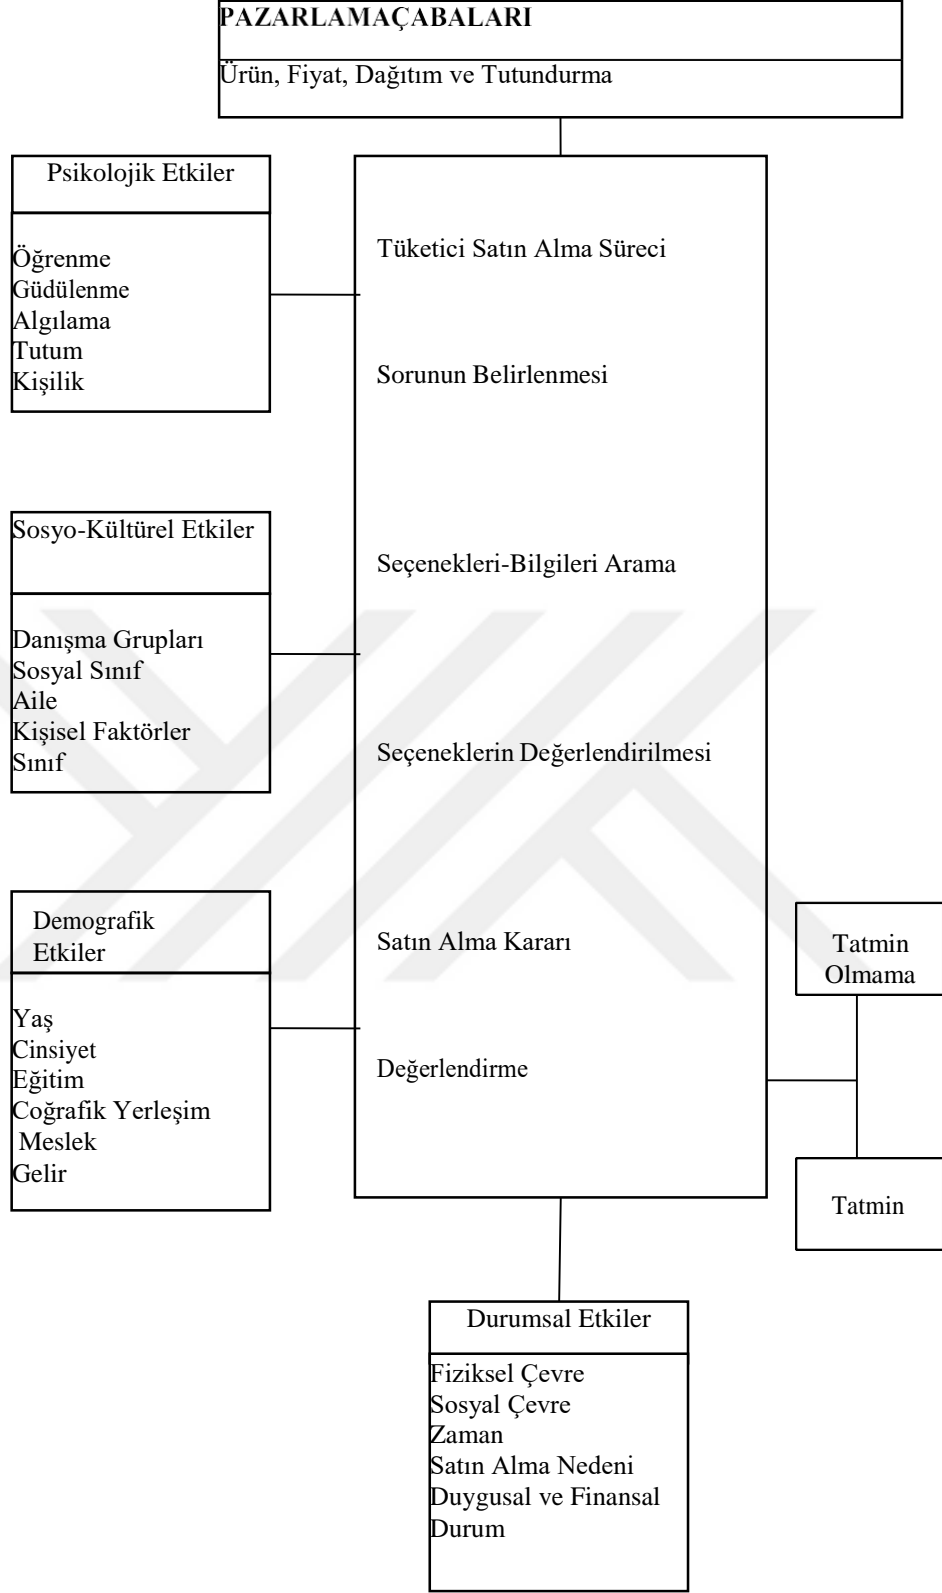 PAZARLAMAÇABALARI
Ürün, Fiyat, Dağıtım ve Tutundurma
Psikolojik Etkiler
Öğrenme
Güdülenme
Algılama
Tutum
Kişilik
Sosyo-Kültürel Etkiler
Danışma Grupları
Sosyal Sınıf
Aile
Kişisel Faktörler
Sınıf
Demografik
Etkiler
Yaş
Cinsiyet
Eğitim
Coğrafik Yerleşim
Meslek
Gelir
Tüketici Satın Alma Süreci
Sorunun Belirlenmesi
Seçenekleri-Bilgileri Arama
Seçeneklerin Değerlendirilmesi
Satın Alma Kararı
Değerlendirme
Tatmin
Olmama
Tatmin
Durumsal Etkiler
Fiziksel Çevre
Sosyal Çevre
Zaman
Satın Alma Nedeni
Duygusal ve Finansal
Durum